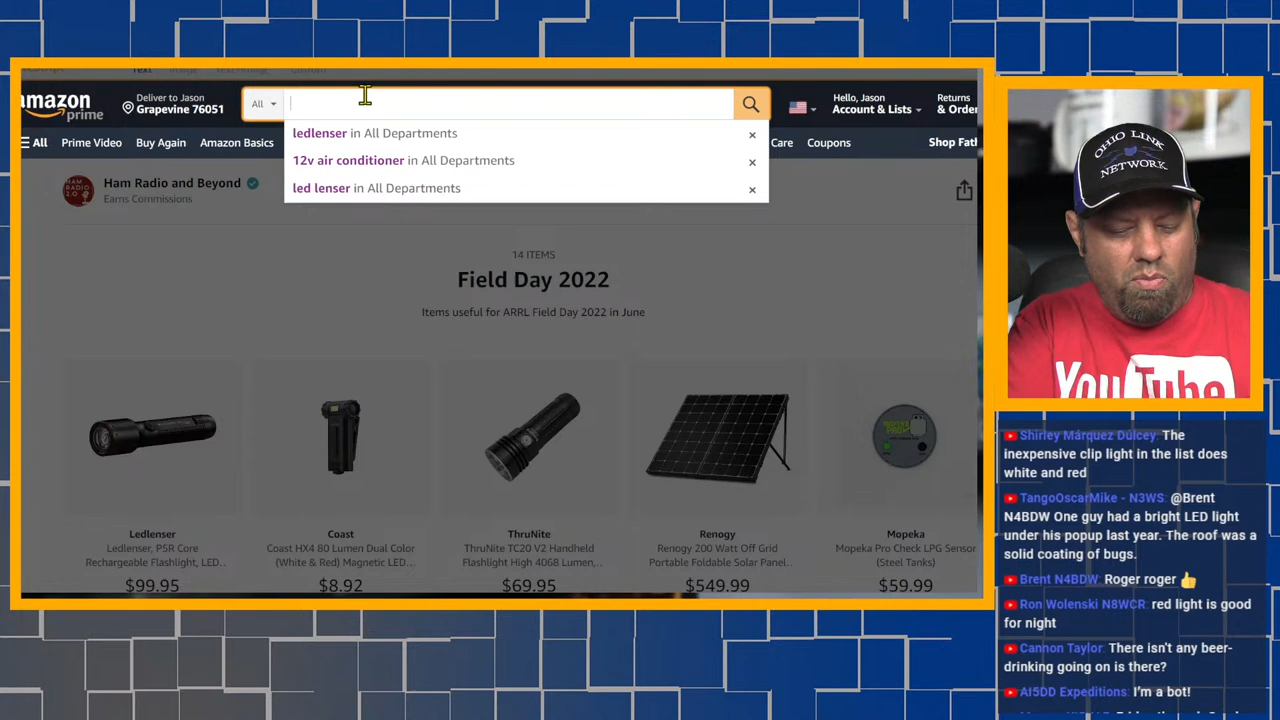 amazon
prime
Deliver to Jason
Grapevine 76051
All
Hello, Jason
Account & Lists
Returns
& Orde
ledlenser in All Departments
12v air conditioner in All Departments
led lenser in All Departments
All
Prime Video
Buy Again
Amazon Basics
Care
Coupons
Shop Fath
HAM RADIO 2.0
Ham Radio and Beyond
Earns Commissions
14 ITEMS
Field Day 2022
Items useful for ARRL Field Day 2022 in June
Ledlenser
Ledlenser, P5R Core
Rechargeable Flashlight, LED...
$99.95
Coast
Coast HX4 80 Lumen Dual Color
(White & Red) Magnetic LED...
$8.92
ThruNite
ThruNite TC20 V2 Handheld
Flashlight High 4068 Lumen,...
$69.95
Renogy
Renogy 200 Watt Off Grid
Portable Foldable Solar Panel...
$549.99
Mopeka
Mopeka Pro Check LPG Sensor
(Steel Tanks)
$59.99
OHIO LINK
NETWORK
YouTube
Shirley Márquez Dúlcey: The
inexpensive clip light in the list does
white and red
TangoOscarMike - N3WS: @Brent
N4BDW One guy had a bright LED light
under his popup last year. The roof was a
solid coating of bugs.
Brent N4BDW: Roger roger 👍
Ron Wolenski N8WCR: red light is good
for night
Cannon Taylor: There isn't any beer-
drinking going on is there?
AI5DD Expeditions: I'm a bot!